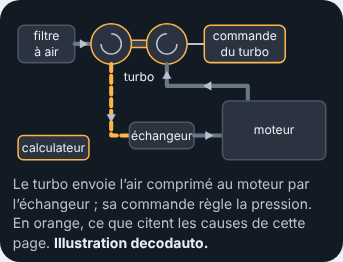 filtre
à air
commande
du turbo
turbo
échangeur
moteur
calculateur
Le turbo envoie l’air comprimé au moteur par
l’échangeur ; sa commande règle la pression.
En orange, ce que citent les causes de cette
page. Illustration decodauto.